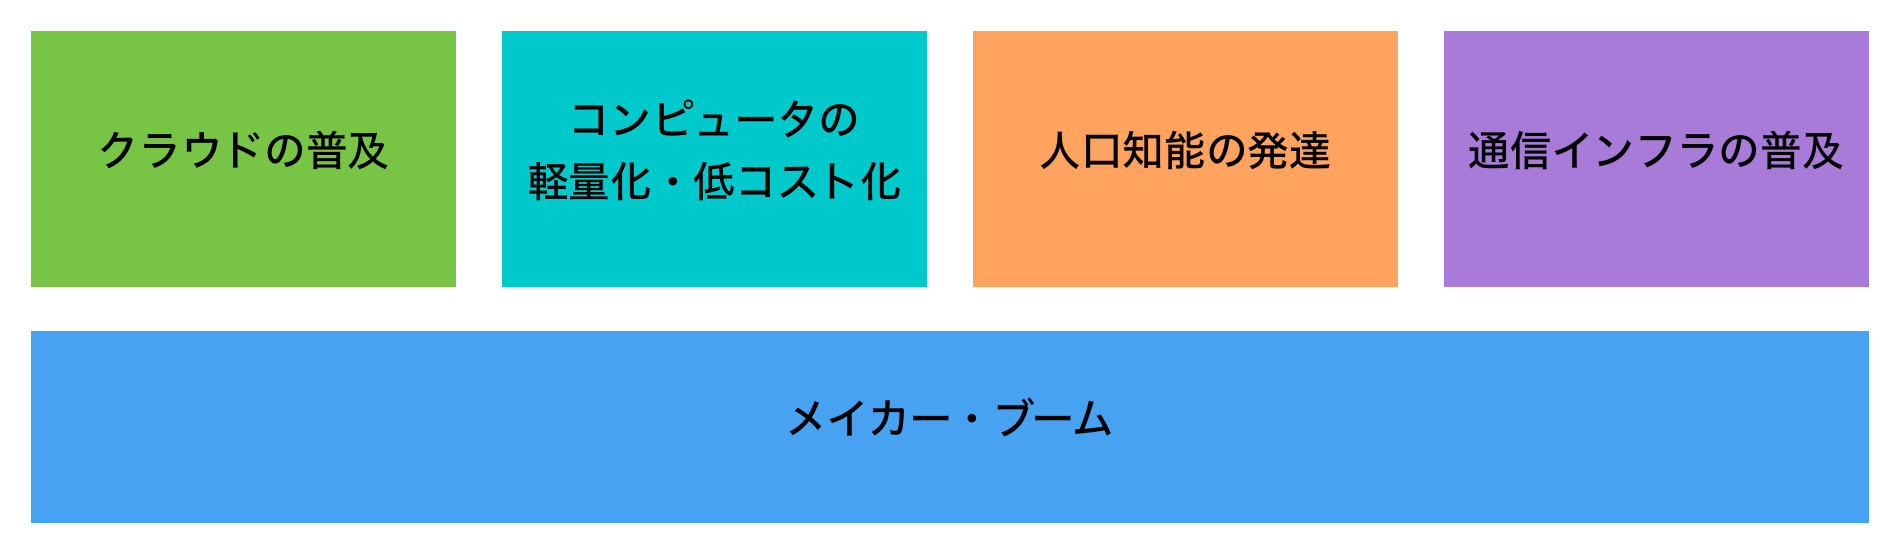 クラウドの普及
コンピュータの
軽量化・低コスト化
人口知能の発達
通信インフラの普及
メイカー・ブーム